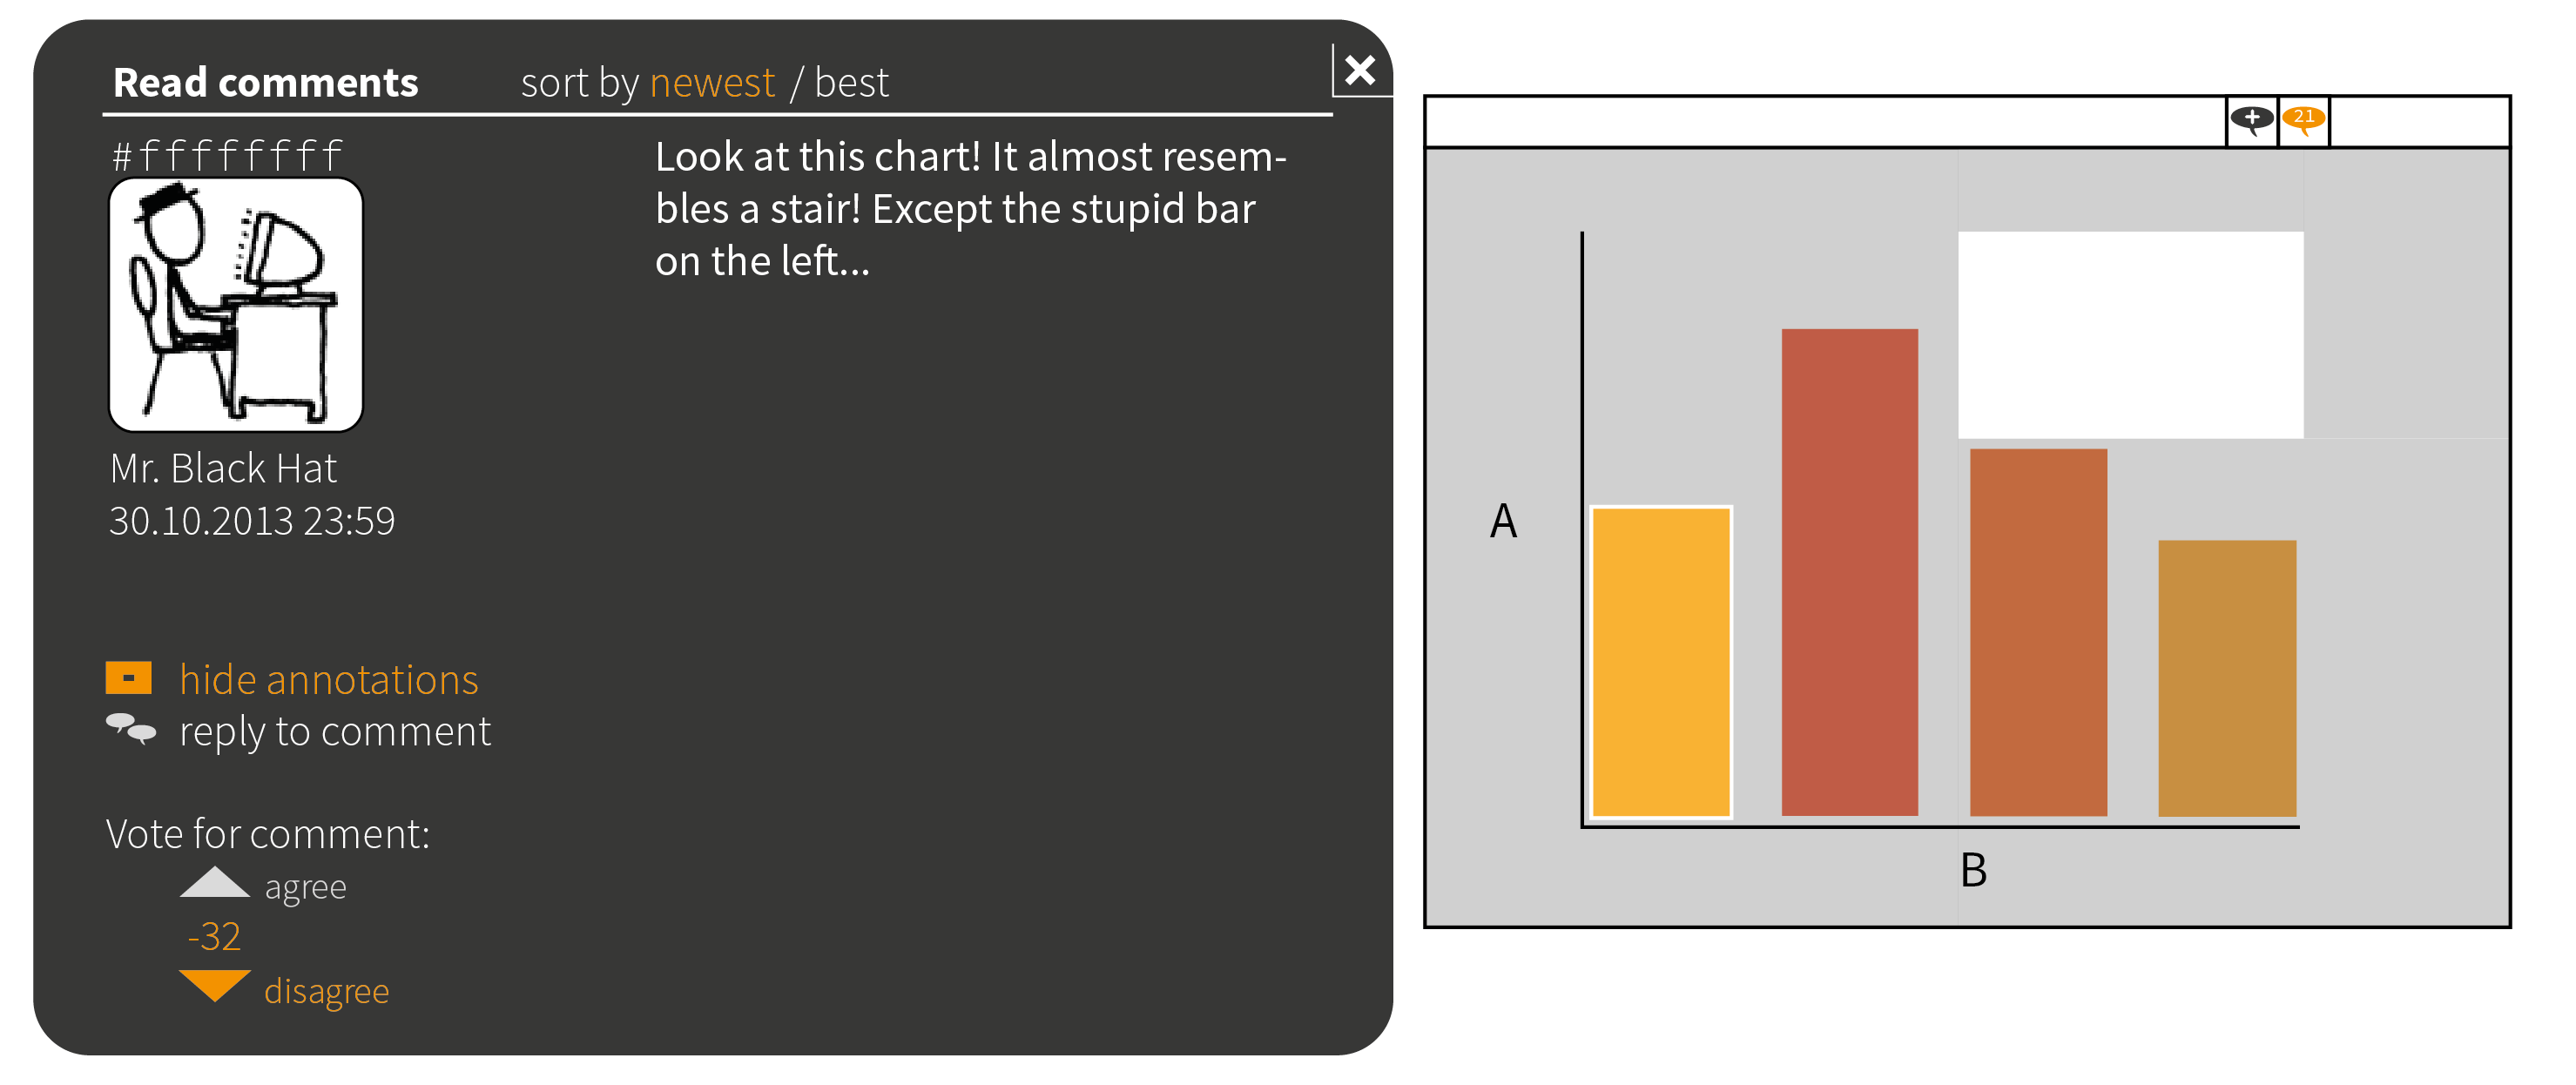 Read comments sort by newest / best
#ffffffff
Look at this chart! It almost resem-
bles a stair! Except the stupid bar
on the left...
Mr. Black Hat
30.10.2013 23:59
hide annotations
reply to comment
Vote for comment:
agree
-32
disagree
+ 21
A
B